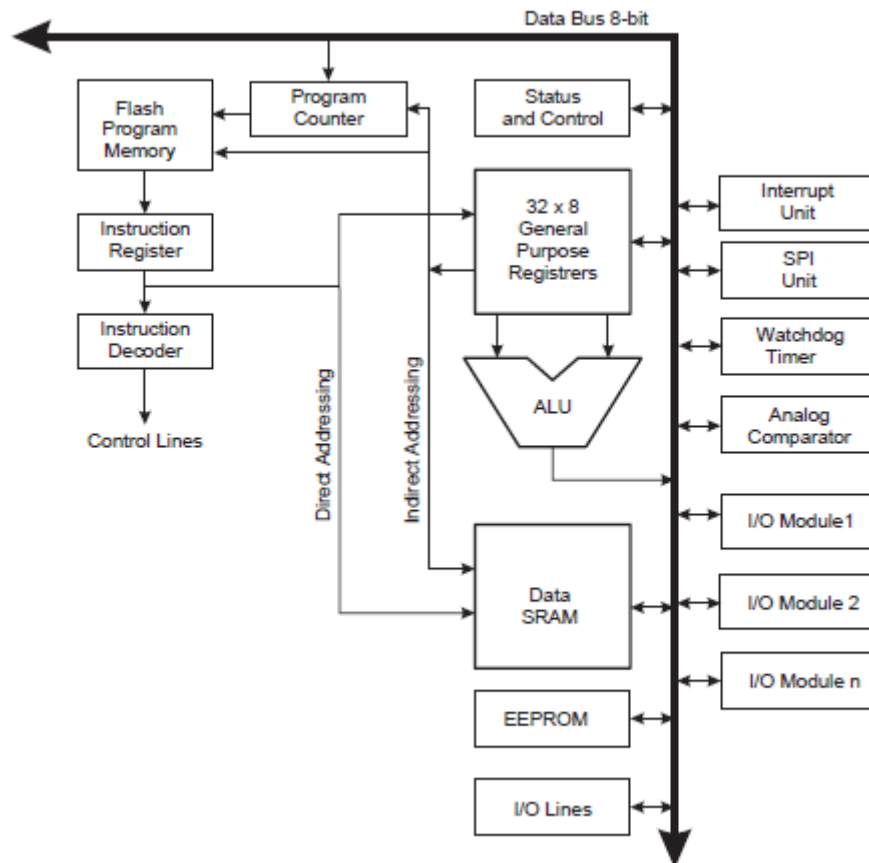 Data Bus 8-bit
Flash
Program
Memory
Program
Counter
Status
and Control
Instruction
Register
32 x 8
General
Purpose
Registrers
Interrupt
Unit
SPI
Unit
Instruction
Decoder
Watchdog
Timer
ALU
Analog
Comparator
Control Lines
Direct Addressing
Indirect Addressing
I/O Module1
Data
SRAM
I/O Module 2
I/O Module n
EEPROM
I/O Lines